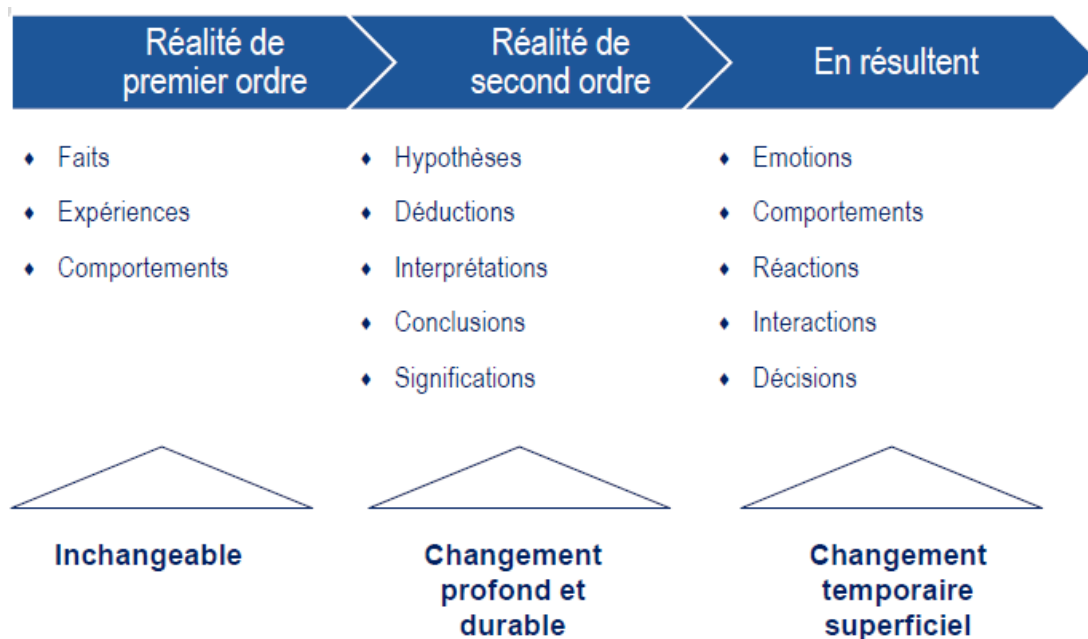 Réalité de
premier ordre
Réalité de
second ordre
En résultent
♦ Faits
♦ Expériences
♦ Comportements
♦ Hypothèses
♦ Déductions
♦ Interprétations
♦ Conclusions
♦ Significations
♦ Emotions
♦ Comportements
♦ Réactions
♦ Interactions
♦ Décisions
Inchangeable
Changement
profond et
durable
Changement
temporaire
superficiel